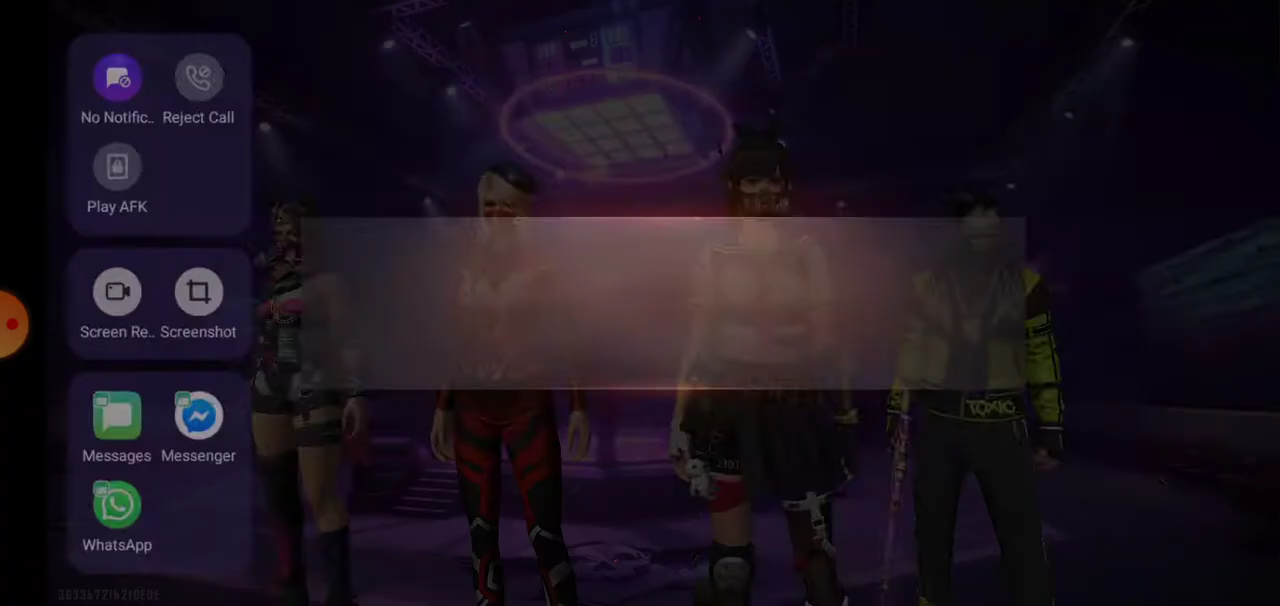 No Notific.. Reject Call
Play AFK
Screen Re.. Screenshot
Messages Messenger
WhatsApp
TOXIC